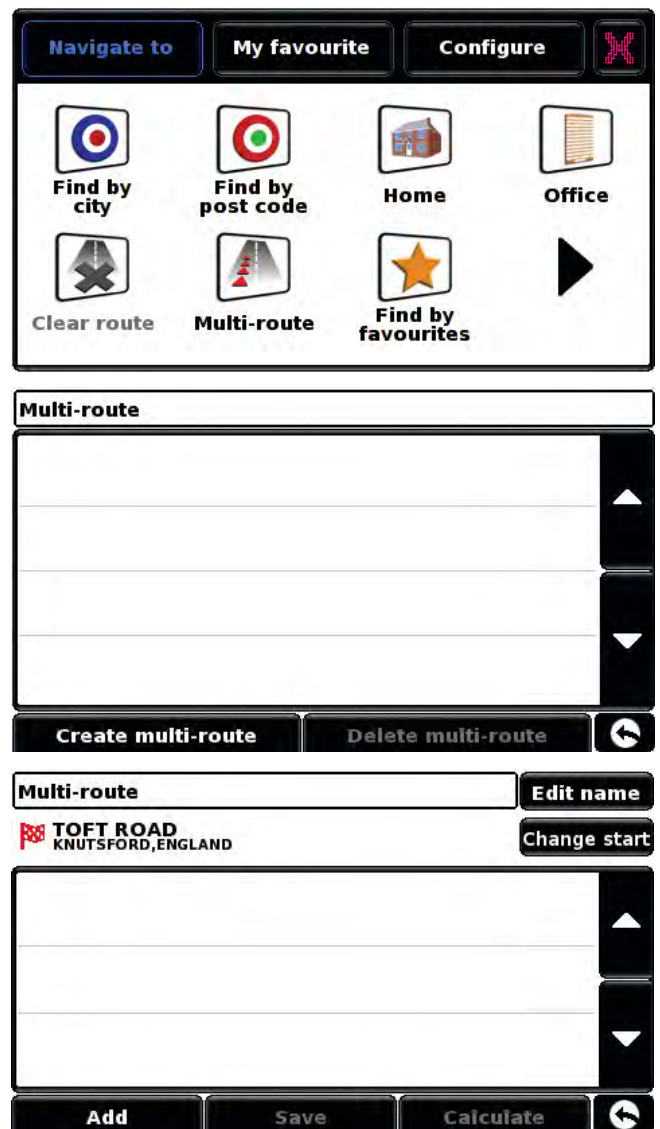 Navigate to My favourite Configure
Find by city
Find by post code
Home
Office
Clear route
Multi-route
Find by favourites
Multi-route
Create multi-route Delete multi-route
Multi-route Edit name
TOFT ROAD
KNUTSFORD,ENGLAND
Change start
Add Save Calculate